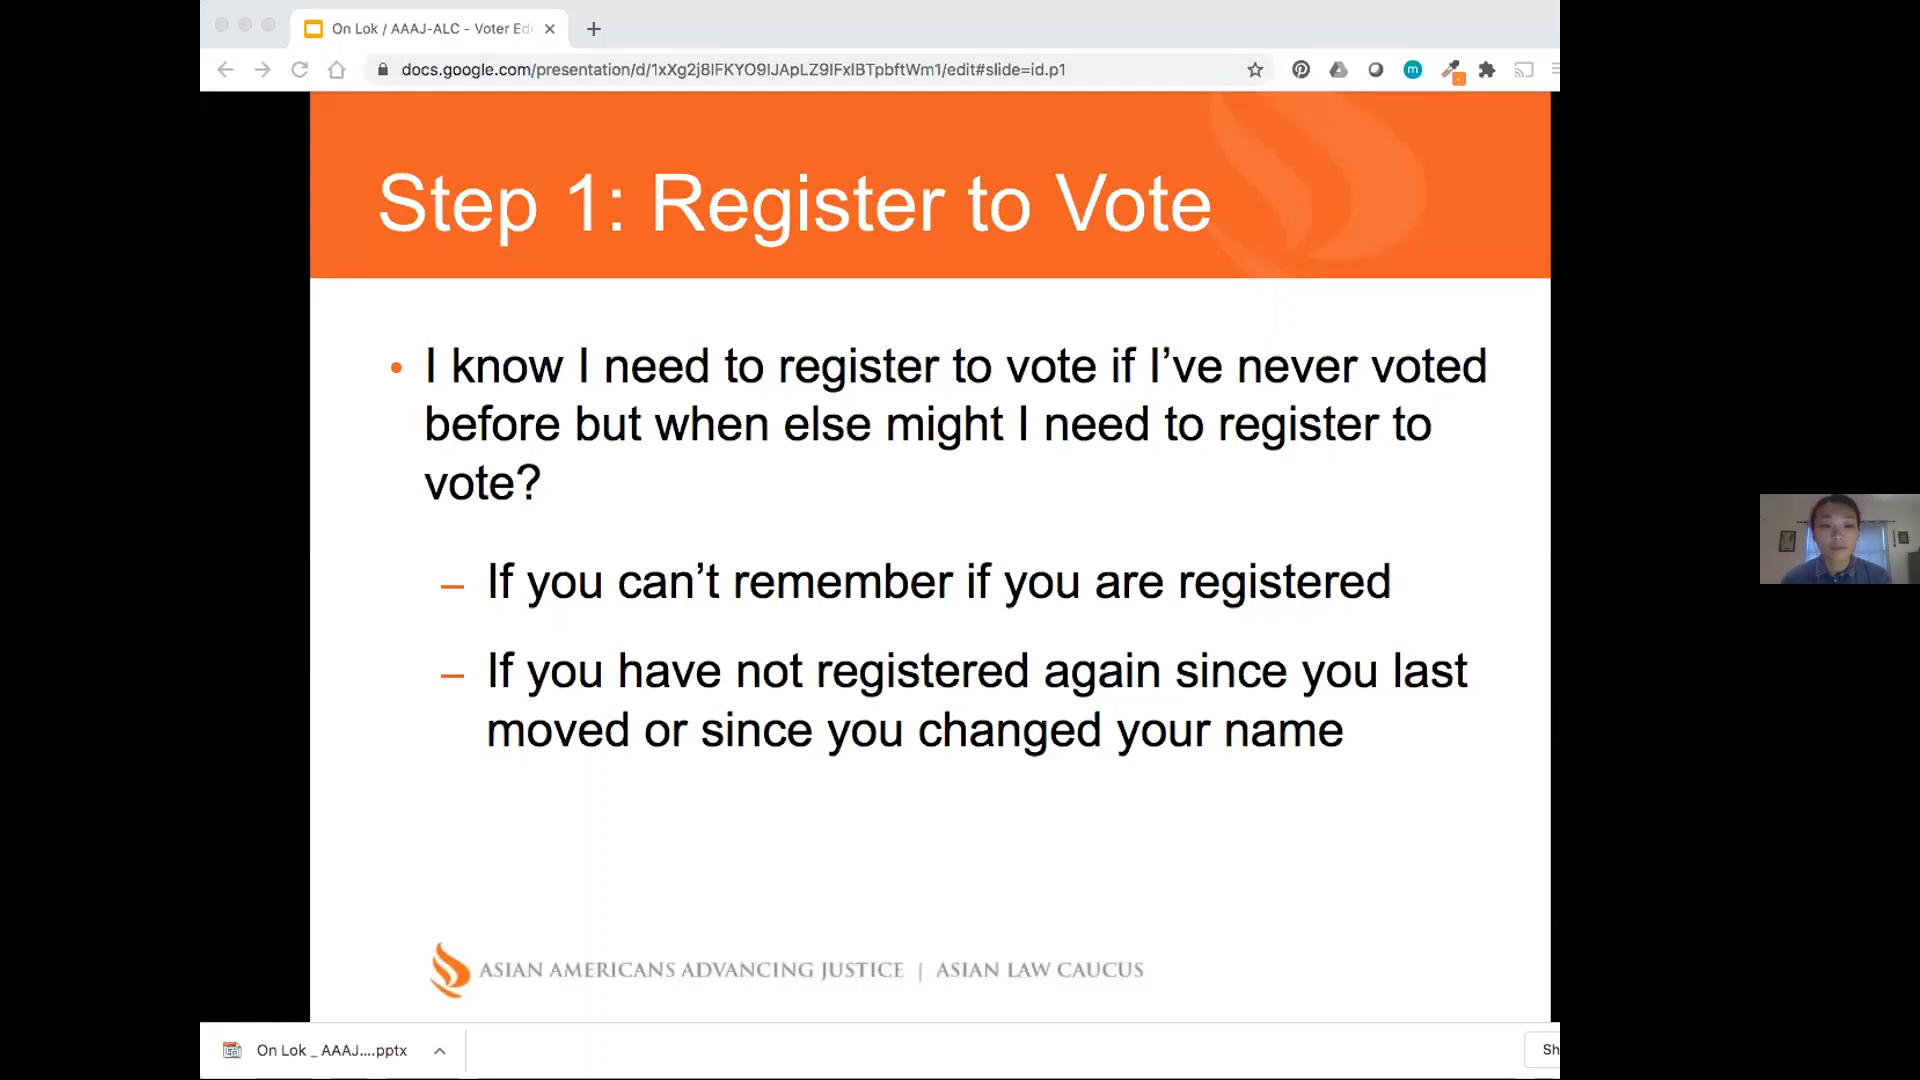 On Lok / AAAJ-ALC - Voter Ed
docs.google.com/presentation/d/1xXg2j8IFKYO9IJApLZ9IFxIBTpbftWm1/edit#slide=id.p1
m
Step 1: Register to Vote
• I know I need to register to vote if I’ve never voted
before but when else might I need to register to
vote?
– If you can’t remember if you are registered
– If you have not registered again since you last
moved or since you changed your name
ASIAN AMERICANS ADVANCING JUSTICE | ASIAN LAW CAUCUS
On Lok _ AAAJ....pptx
Sh